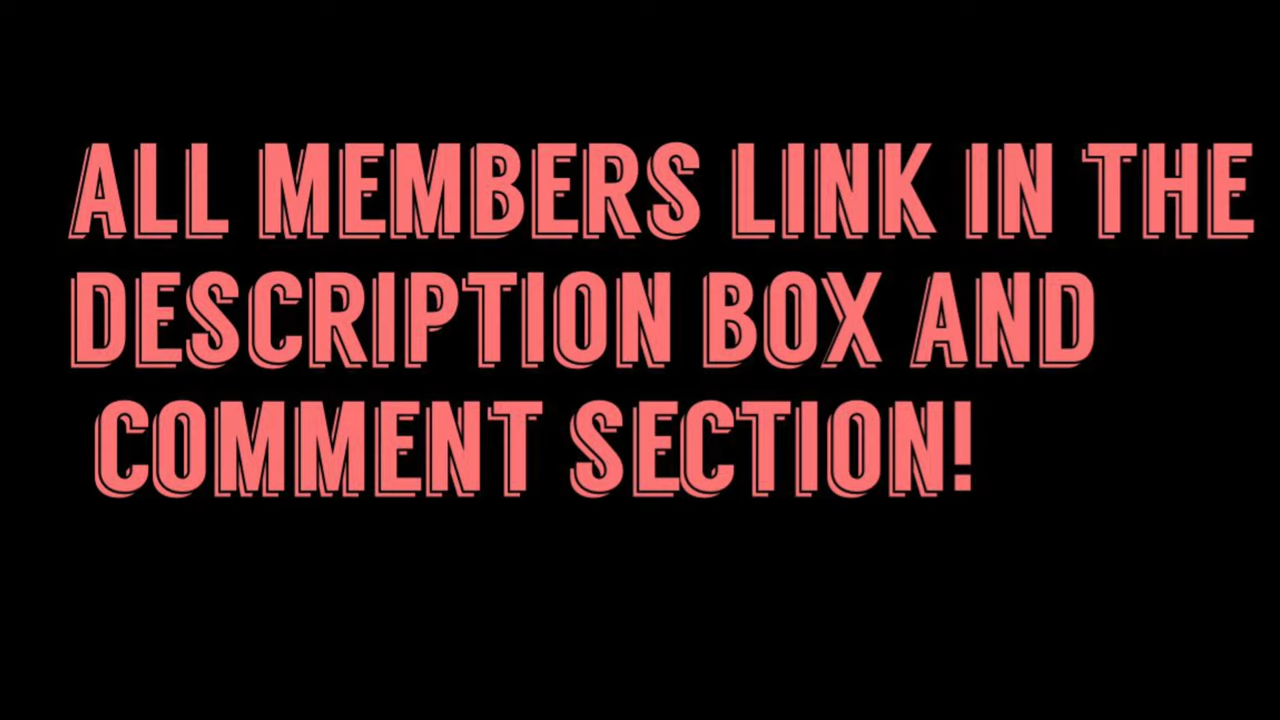 ALL MEMBERS LINK IN THE
DESCRIPTION BOX AND
COMMENT SECTION!